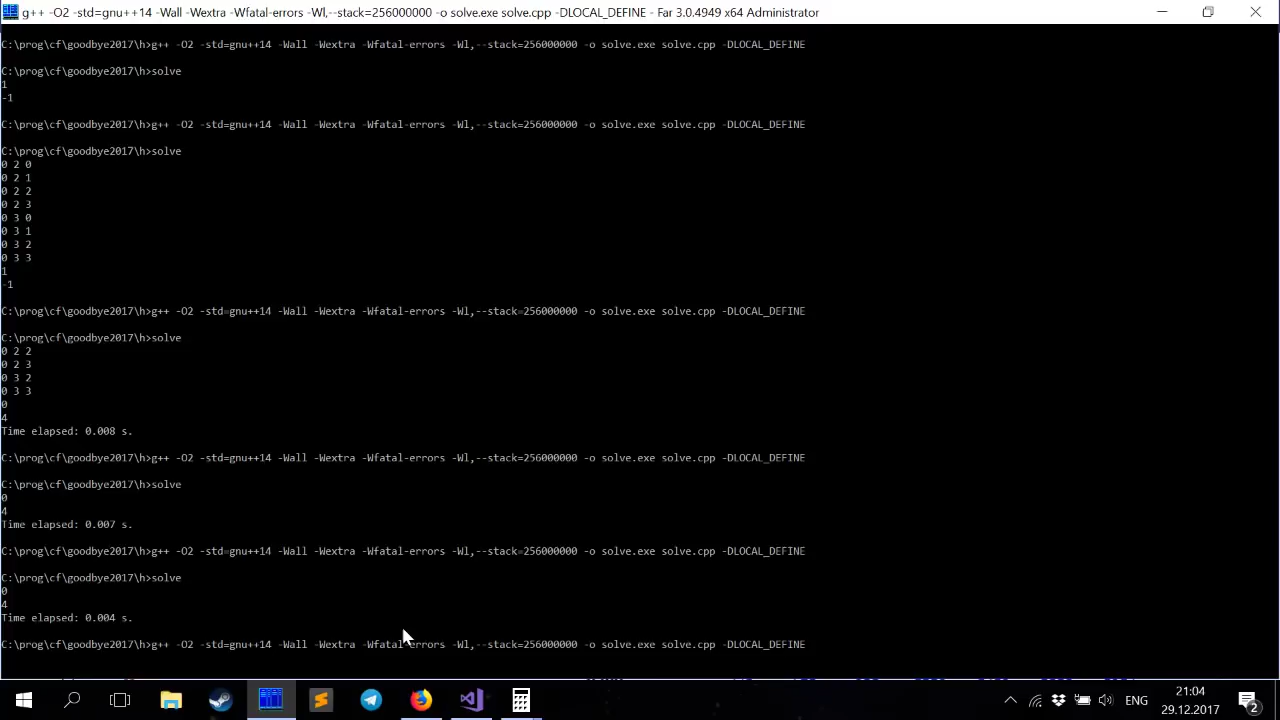 g++ -O2 -std=gnu++14 -Wall -Wextra -Wfatal-errors -Wl,--stack=256000000 -o solve.exe solve.cpp -DLOCAL_DEFINE - Far 3.0.4949 x64 Administrator
C:\prog\cf\goodbye2017\h>g++ -O2 -std=gnu++14 -Wall -Wextra -Wfatal-errors -Wl,--stack=256000000 -o solve.exe solve.cpp -DLOCAL_DEFINE
C:\prog\cf\goodbye2017\h>solve
1
-1
C:\prog\cf\goodbye2017\h>g++ -O2 -std=gnu++14 -Wall -Wextra -Wfatal-errors -Wl,--stack=256000000 -o solve.exe solve.cpp -DLOCAL_DEFINE
C:\prog\cf\goodbye2017\h>solve
0 2 0
0 2 1
0 2 2
0 2 3
0 3 0
0 3 1
0 3 2
0 3 3
1
-1
C:\prog\cf\goodbye2017\h>g++ -O2 -std=gnu++14 -Wall -Wextra -Wfatal-errors -Wl,--stack=256000000 -o solve.exe solve.cpp -DLOCAL_DEFINE
C:\prog\cf\goodbye2017\h>solve
0 2 2
0 2 3
0 3 2
0 3 3
0
4
Time elapsed: 0.008 s.
C:\prog\cf\goodbye2017\h>g++ -O2 -std=gnu++14 -Wall -Wextra -Wfatal-errors -Wl,--stack=256000000 -o solve.exe solve.cpp -DLOCAL_DEFINE
C:\prog\cf\goodbye2017\h>solve
0
4
Time elapsed: 0.007 s.
C:\prog\cf\goodbye2017\h>g++ -O2 -std=gnu++14 -Wall -Wextra -Wfatal-errors -Wl,--stack=256000000 -o solve.exe solve.cpp -DLOCAL_DEFINE
C:\prog\cf\goodbye2017\h>solve
0
4
Time elapsed: 0.004 s.
C:\prog\cf\goodbye2017\h>g++ -O2 -std=gnu++14 -Wall -Wextra -Wfatal-errors -Wl,--stack=256000000 -o solve.exe solve.cpp -DLOCAL_DEFINE
ENG
21:04
29.12.2017
2